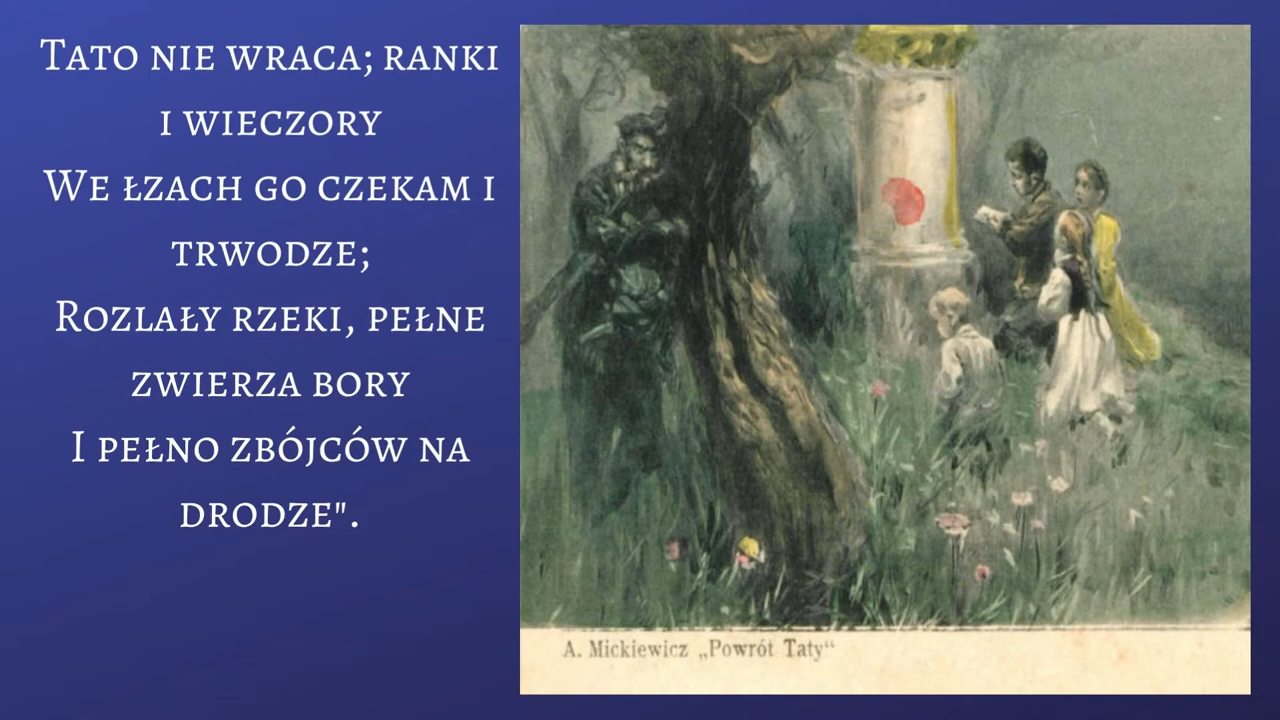 Tato nie wraca; ranki
i wieczory
We łzach go czekam i
trwodze;
Rozlały rzeki, pełne
zwierza bory
I pełno zbójców na
drodze".
A. Mickiewicz „Powrót Taty“